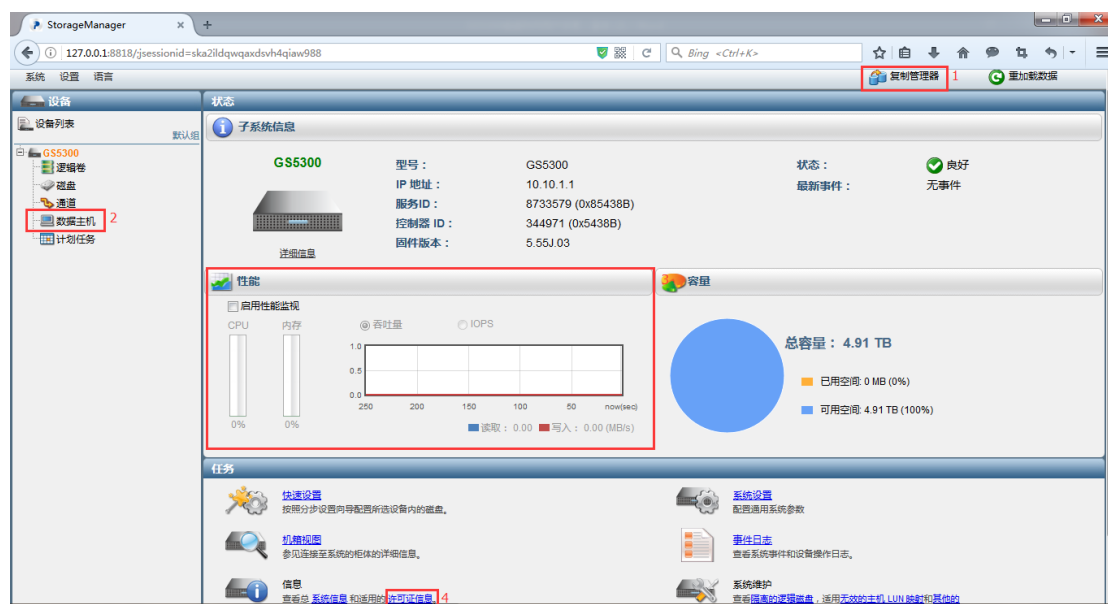 StorageManager
127.0.0.1:8818/jsessionid=ska2ildqwqaxdsvh4qiaw988
Bing <Ctrl+K>
系统 设置 语言
复制管理器 1 重加载数据
设备
状态
设备列表
默认组
GS5300
逻辑卷
磁盘
通道
数据主机 2
计划任务
子系统信息
GS5300
详细信息
型号： GS5300
IP 地址： 10.10.1.1
服务ID： 8733579 (0x85438B)
控制器 ID： 344971 (0x5438B)
固件版本： 5.55J.03
状态： 良好
最新事件： 无事件
性能
启用性能监视
CPU 内存 吞吐量 IOPS
1.0
0.5
0.0
250 200 150 100 50 now(sec)
0% 0%
读取： 0.00 写入： 0.00 (MB/s)
容量
总容量： 4.91 TB
已用空间: 0 MB (0%)
可用空间: 4.91 TB (100%)
任务
快速设置
按照分步设置向导配置所选设备内的磁盘。
系统设置
配置通用系统参数
机箱视图
参见连接至系统的柜体的详细信息。
事件日志
查看系统事件和设备操作日志。
信息
查看总 系统信息 和适用的 许可证信息 4
系统维护
查看隔离的逻辑磁盘，适用无效的主机 LUN 映射和其他的